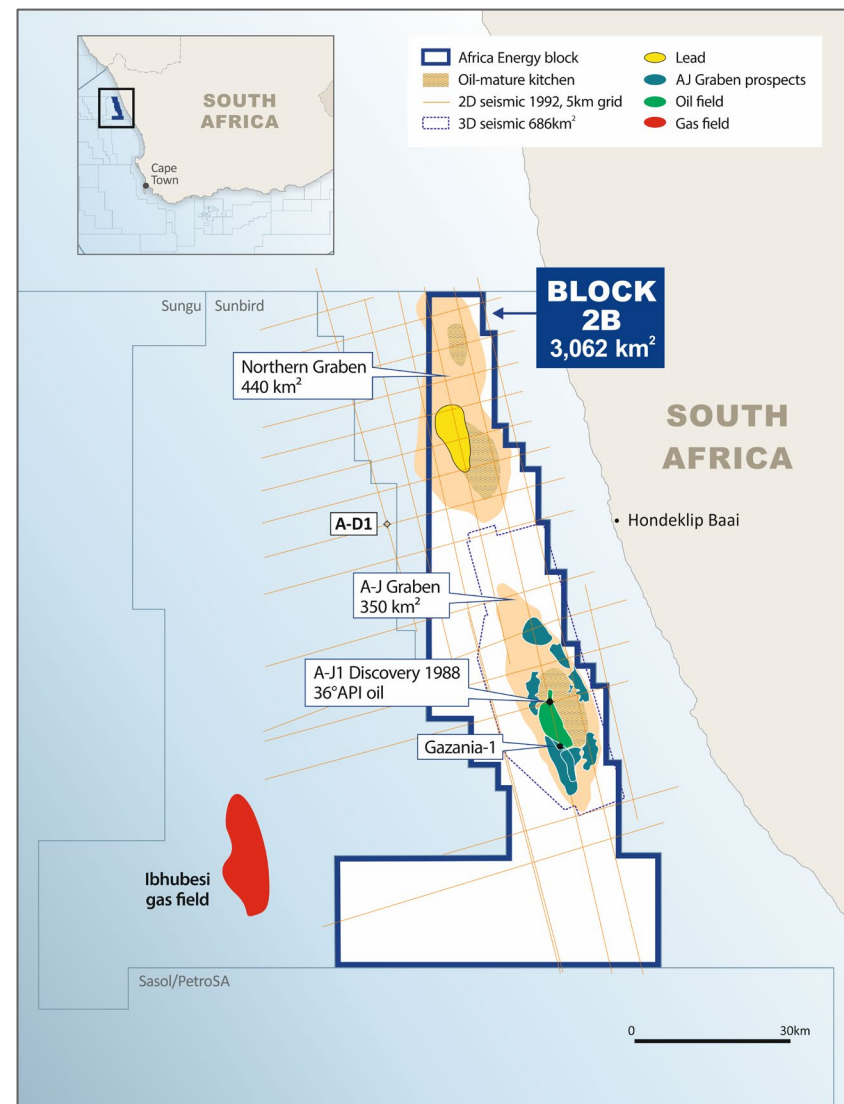 SOUTH
AFRICA
Cape
Town
Africa Energy block
Oil-mature kitchen
2D seismic 1992, 5km grid
3D seismic 686km²
Lead
AJ Graben prospects
Oil field
Gas field
Sungu
Sunbird
BLOCK
2B
3,062 km²
Northern Graben
440 km²
SOUTH
AFRICA
A-D1
Hondeklip Baai
A-J Graben
350 km²
A-J1 Discovery 1988
36°API oil
Gazania-1
Ibhubesi
gas field
Sasol/PetroSA
0
30km